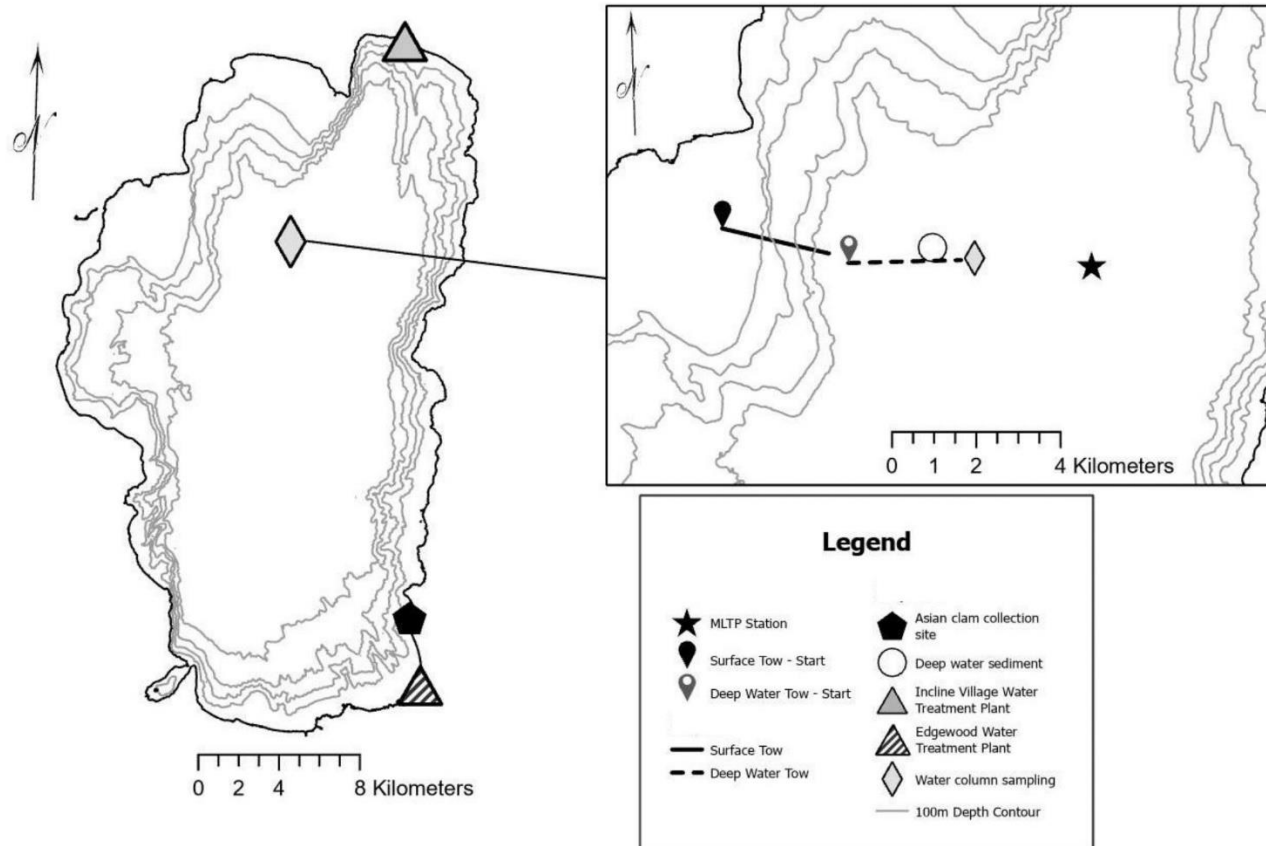 N
N
0 1 2 4 Kilometers
0 2 4 8 Kilometers
Legend
MLTP Station
Surface Tow - Start
Deep Water Tow - Start
Surface Tow
Deep Water Tow
Asian clam collection
site
Deep water sediment
Incline Village Water
Treatment Plant
Edgewood Water
Treatment Plant
Water column sampling
100m Depth Contour